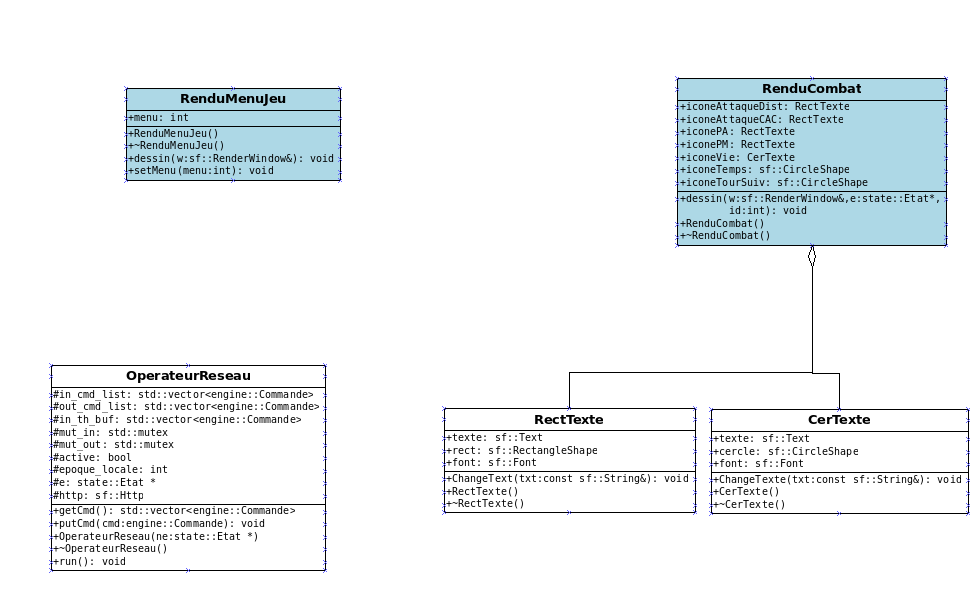 RenduMenuJeu
+menu: int
+RenduMenuJeu()
+~RenduMenuJeu()
+dessin(w:sf::RenderWindow&): void
+setMenu(menu:int): void
RenduCombat
+iconeAttaqueDist: RectTexte
+iconeAttaqueCAC: RectTexte
+iconePA: RectTexte
+iconePM: RectTexte
+iconeVie: CerTexte
+iconeTemps: sf::CircleShape
+iconeTourSuiv: sf::CircleShape
+dessin(w:sf::RenderWindow&,e:state::Etat*,
id:int): void
+RenduCombat()
+~RenduCombat()
OperateurReseau
#in_cmd_list: std::vector<engine::Commande>
#out_cmd_list: std::vector<engine::Commande>
#in_th_buf: std::vector<engine::Commande>
#mut_in: std::mutex
#mut_out: std::mutex
#active: bool
#epoque_locale: int
#e: state::Etat *
#http: sf::Http
+getCmd(): std::vector<engine::Commande>
+putCmd(cmd:engine::Commande): void
+OperateurReseau(ne:state::Etat *)
+~OperateurReseau()
+run(): void
RectTexte
+texte: sf::Text
+rect: sf::RectangleShape
+font: sf::Font
+ChangeText(txt:const sf::String&): void
+RectTexte()
+~RectTexte()
CerTexte
+texte: sf::Text
+cercle: sf::CircleShape
+font: sf::Font
+ChangeTexte(txt:const sf::String&): void
+CerTexte()
+~CerTexte()